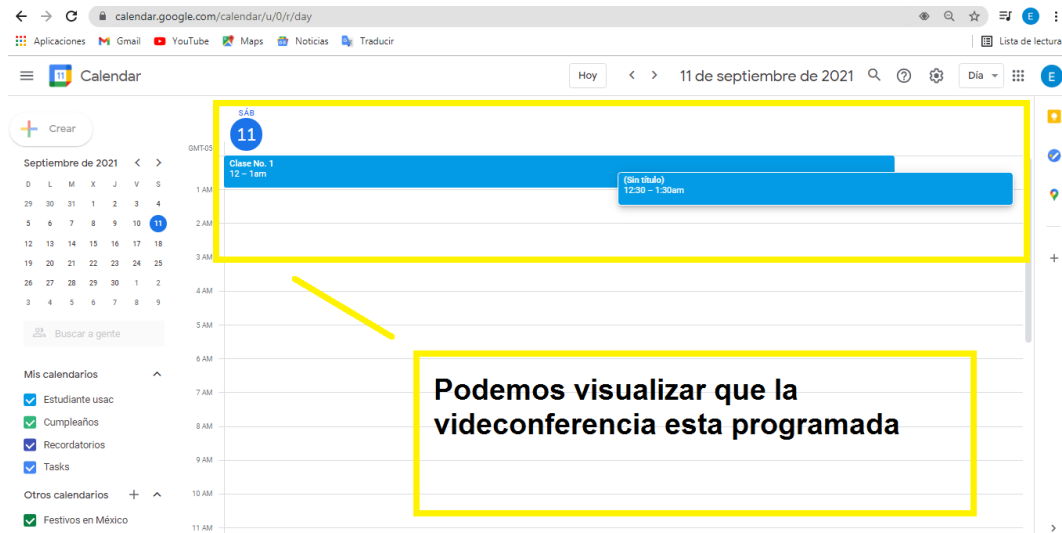 calendar.google.com/calendar/u/0/r/day
E
Aplicaciones Gmail YouTube Maps Noticias Traducir Lista de lectura
11 Calendar Hoy 11 de septiembre de 2021 Día E
Crear
SÁB
11
GMT-05
Septiembre de 2021
D L M X J V S
29 30 31 1 2 3 4
5 6 7 8 9 10 11
12 13 14 15 16 17 18
19 20 21 22 23 24 25
26 27 28 29 30 1 2
3 4 5 6 7 8 9
Buscar a gente
Mis calendarios
Estudiante usac
Cumpleaños
Recordatorios
Tasks
Otros calendarios
Festivos en México
Clase No. 1
12 – 1am
(Sin título)
12:30 – 1:30am
1 AM
2 AM
3 AM
4 AM
5 AM
6 AM
7 AM
8 AM
9 AM
10 AM
11 AM
Podemos visualizar que la
videconferencia esta programada